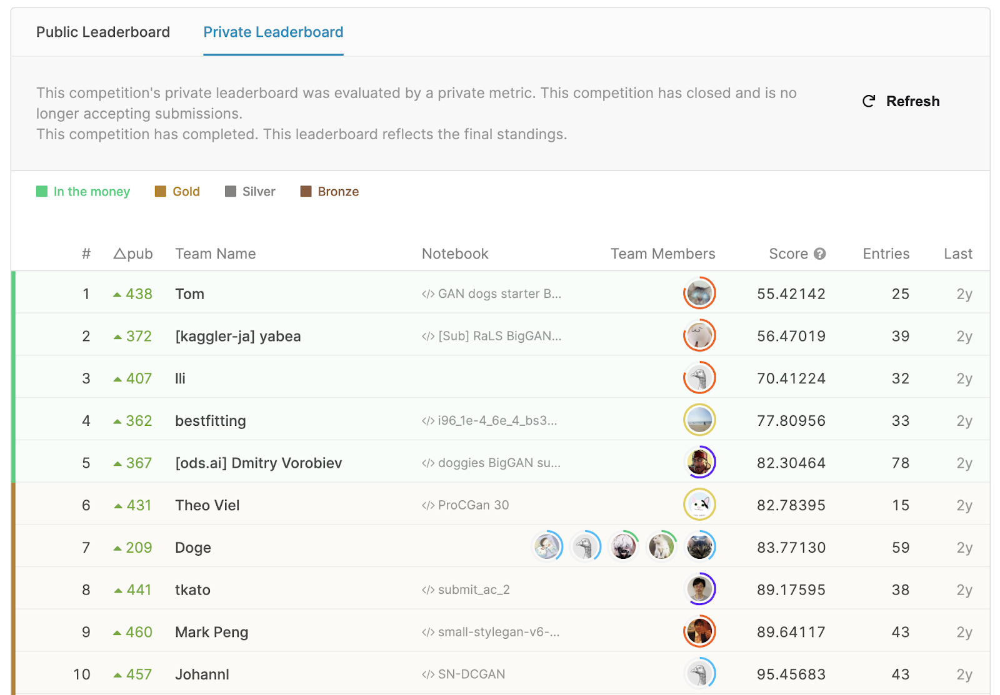 Public Leaderboard Private Leaderboard
This competition's private leaderboard was evaluated by a private metric. This competition has closed and is no
longer accepting submissions.
This competition has completed. This leaderboard reflects the final standings.
Refresh
In the money Gold Silver Bronze
# △pub Team Name Notebook Team Members Score ? Entries Last
1 438 Tom </> GAN dogs starter B... 55.42142 25 2y
2 372 [kaggler-ja] yabea </> [Sub] RaLS BigGAN... 56.47019 39 2y
3 407 lli 70.41224 32 2y
4 362 bestfitting </> i96_1e-4_6e_4_bs3... 77.80956 33 2y
5 367 [ods.ai] Dmitry Vorobiev </> doggies BigGAN su... 82.30464 78 2y
6 431 Theo Viel </> ProCGan 30 82.78395 15 2y
7 209 Doge 83.77130 59 2y
8 441 tkato </> submit_ac_2 89.17595 38 2y
9 460 Mark Peng </> small-stylegan-v6-... 89.64117 43 2y
10 457 Johannl </> SN-DCGAN 95.45683 43 2y